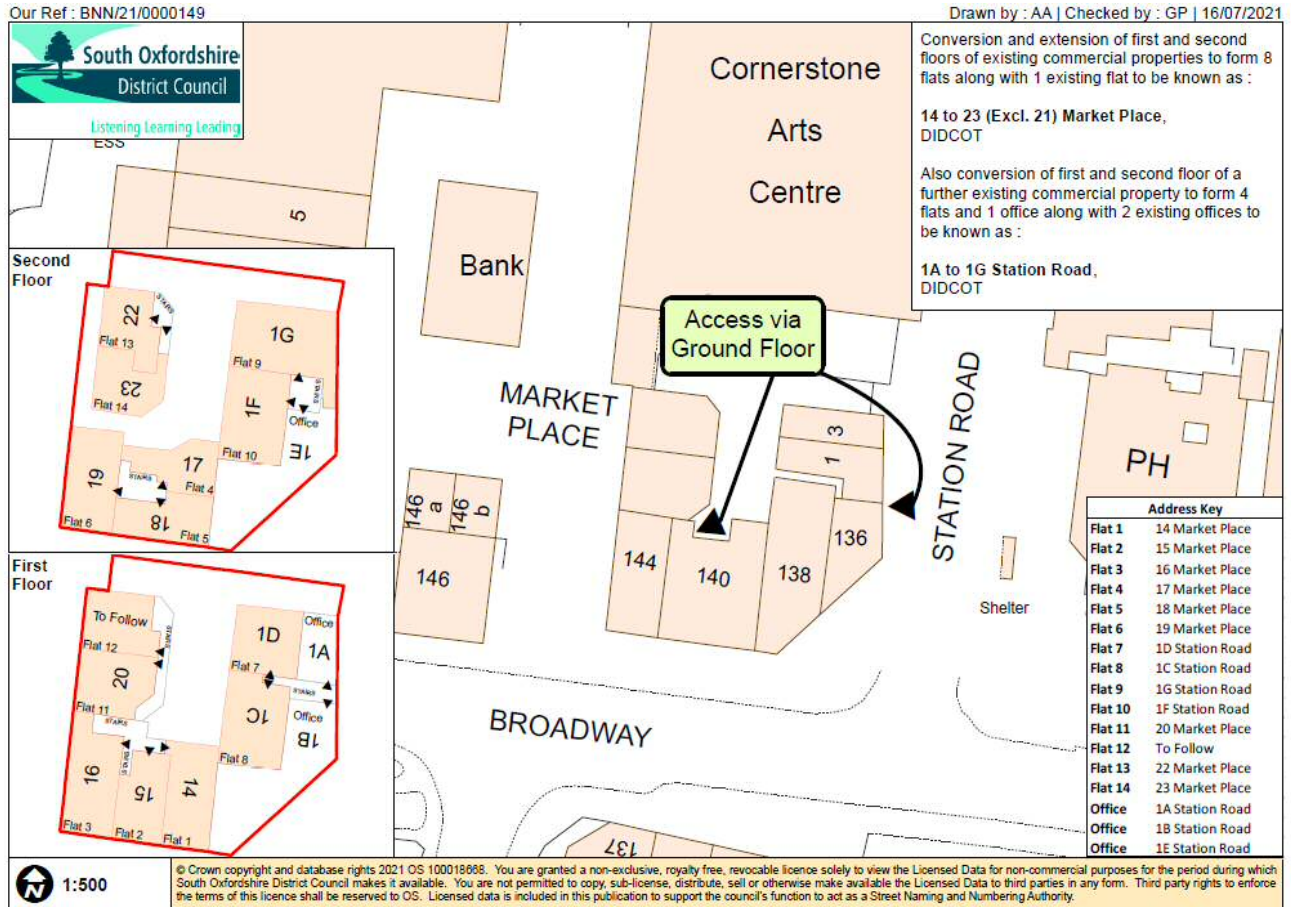 Our Ref : BNN/21/0000149
Drawn by : AA | Checked by : GP | 16/07/2021
South Oxfordshire
District Council
Listening Learning Leading
Conversion and extension of first and second
floors of existing commercial properties to form 8
flats along with 1 existing flat to be known as :
14 to 23 (Excl. 21) Market Place,
DIDCOT
Also conversion of first and second floor of a
further existing commercial property to form 4
flats and 1 office along with 2 existing offices to
be known as :
1A to 1G Station Road,
DIDCOT
ESS
5
Bank
Cornerstone
Arts
Centre
Access via
Ground Floor
MARKET
PLACE
STATION ROAD
PH
3
1
146
a
146
b
146
144
140
138
136
Shelter
BROADWAY
137
Second
Floor
22
STAIRS
Flat 13
23
Flat 14
1G
Flat 9
STAIRS
1F
Office
1E
Flat 10
17
Flat 4
19
STAIRS
Flat 6
18
Flat 5
First
Floor
To Follow
STAIRS
Flat 12
20
Flat 11
STAIRS
1D
Office
1A
Flat 7
STAIRS
1C
Office
1B
Flat 8
16
STAIRS
15
14
Flat 3
Flat 2
Flat 1
Address Key
Flat 1 14 Market Place
Flat 2 15 Market Place
Flat 3 16 Market Place
Flat 4 17 Market Place
Flat 5 18 Market Place
Flat 6 19 Market Place
Flat 7 1D Station Road
Flat 8 1C Station Road
Flat 9 1G Station Road
Flat 10 1F Station Road
Flat 11 20 Market Place
Flat 12 To Follow
Flat 13 22 Market Place
Flat 14 23 Market Place
Office 1A Station Road
Office 1B Station Road
Office 1E Station Road
N
1:500
© Crown copyright and database rights 2021 OS 100018668. You are granted a non-exclusive, royalty free, revocable licence solely to view the Licensed Data for non-commercial purposes for the period during which
South Oxfordshire District Council makes it available. You are not permitted to copy, sub-license, distribute, sell or otherwise make available the Licensed Data to third parties in any form. Third party rights to enforce
the terms of this licence shall be reserved to OS. Licensed data is included in this publication to support the council's function to act as a Street Naming and Numbering Authority.